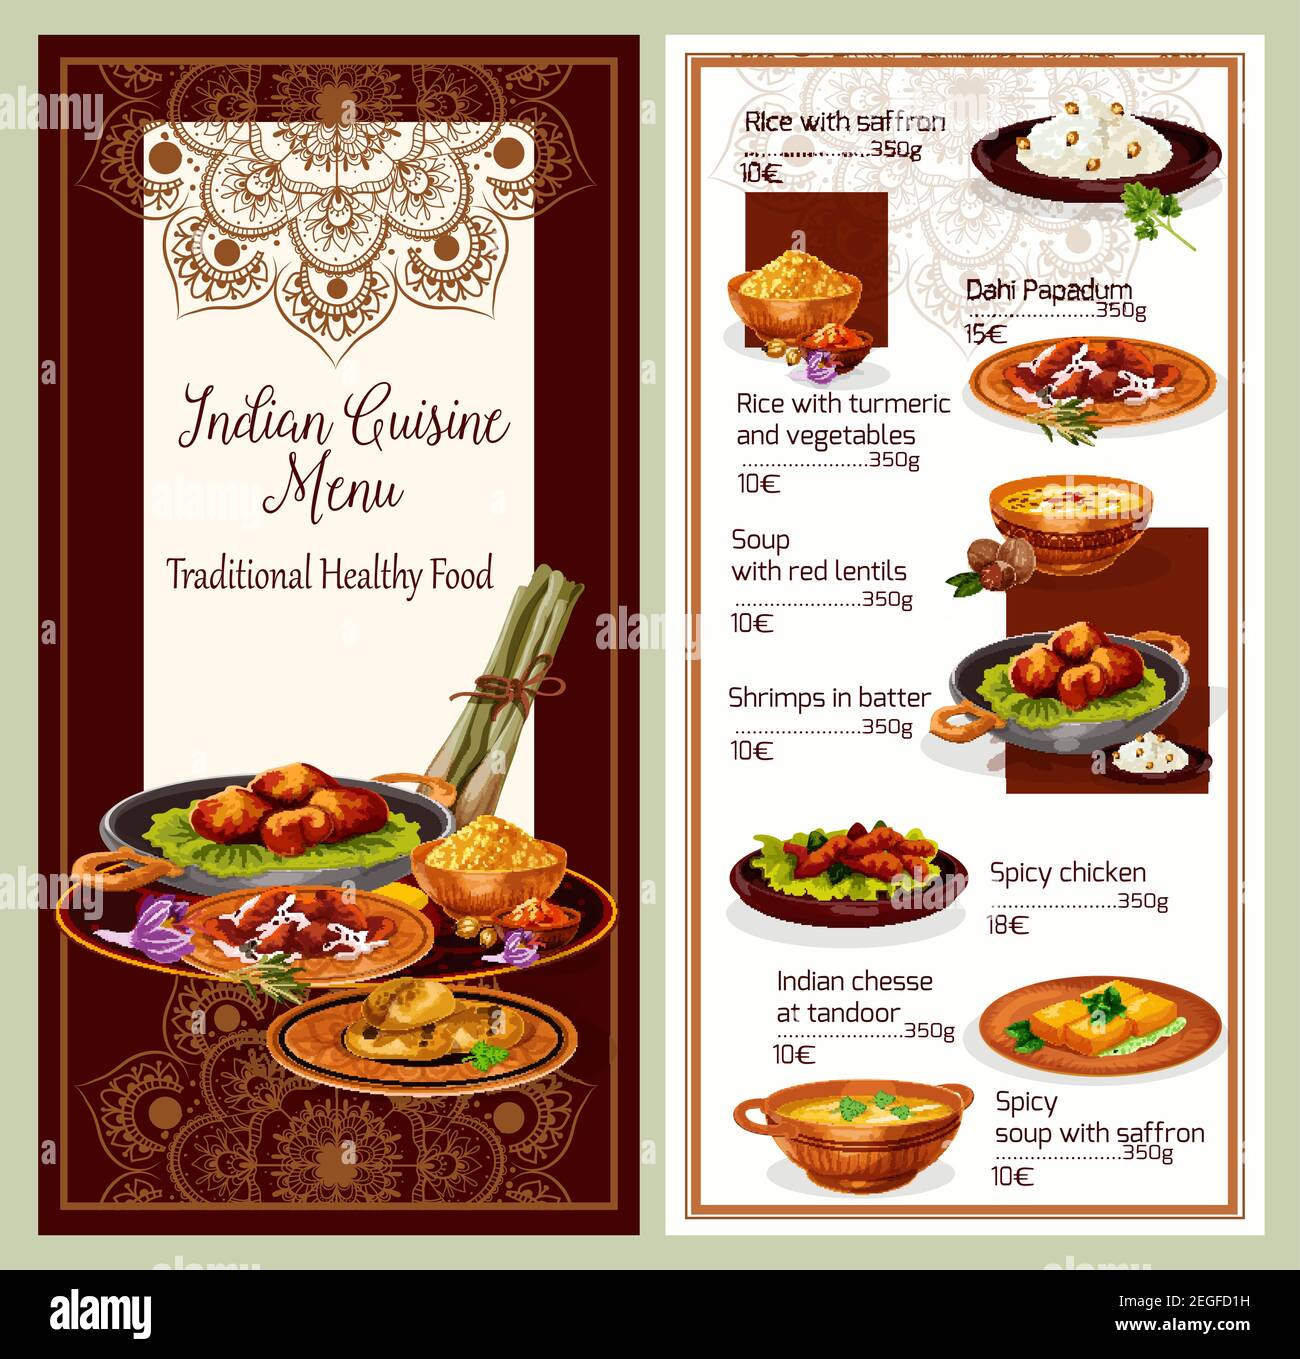 Indian Cuisine
Menu
Traditional Healthy Food
Rice with saffron
....................350g
10€
Dahi Papadum
....................350g
15€
Rice with turmeric
and vegetables
....................350g
10€
Soup
with red lentils
....................350g
10€
Shrimps in batter
....................350g
10€
Spicy chicken
....................350g
18€
Indian chesse
at tandoor
....................350g
10€
Spicy
soup with saffron
....................350g
10€
alamy
alamy
Image ID: 2EGFD1H
www.alamy.com